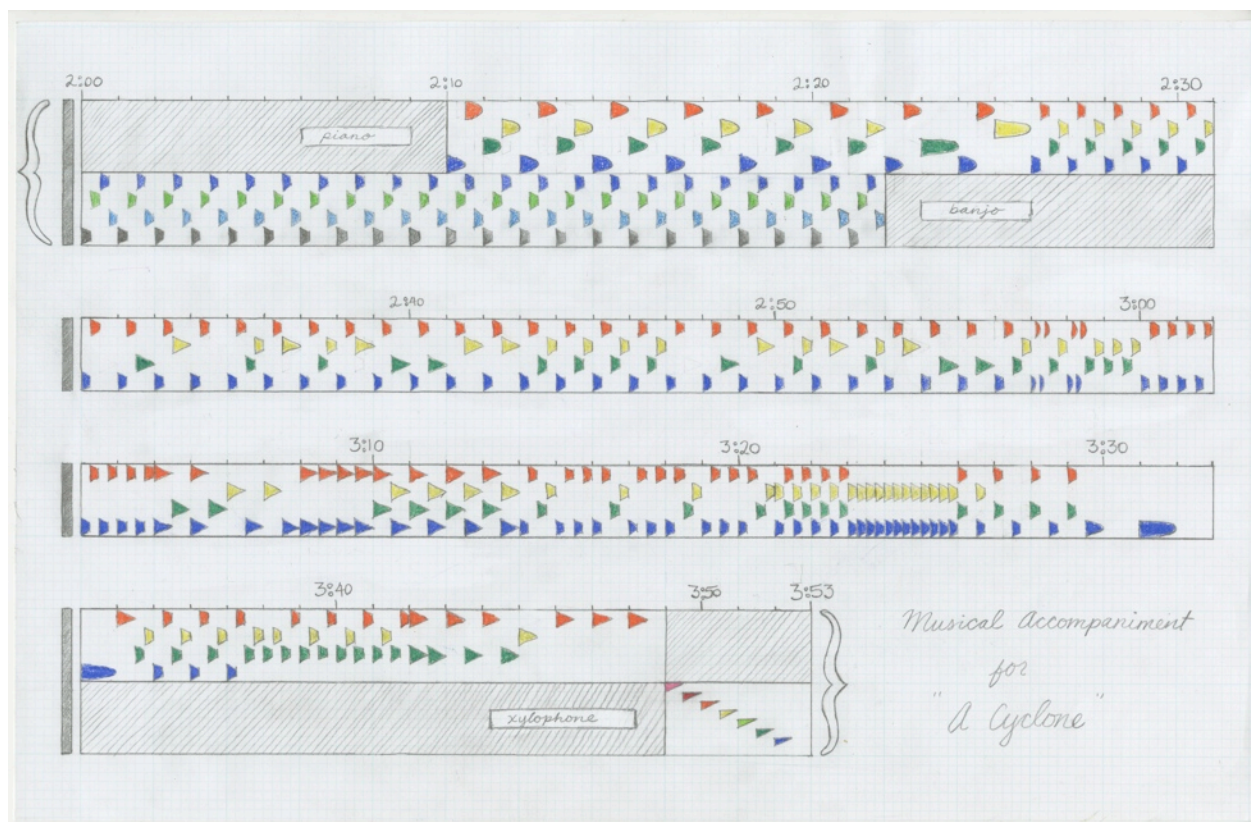 2:00 2:10 2:20 2:30
piano
banjo
2:40 2:50 3:00
3:10 3:20 3:30
3:40 3:50 3:53
Musical Accompaniment
for
"A Cyclone"
xylophone